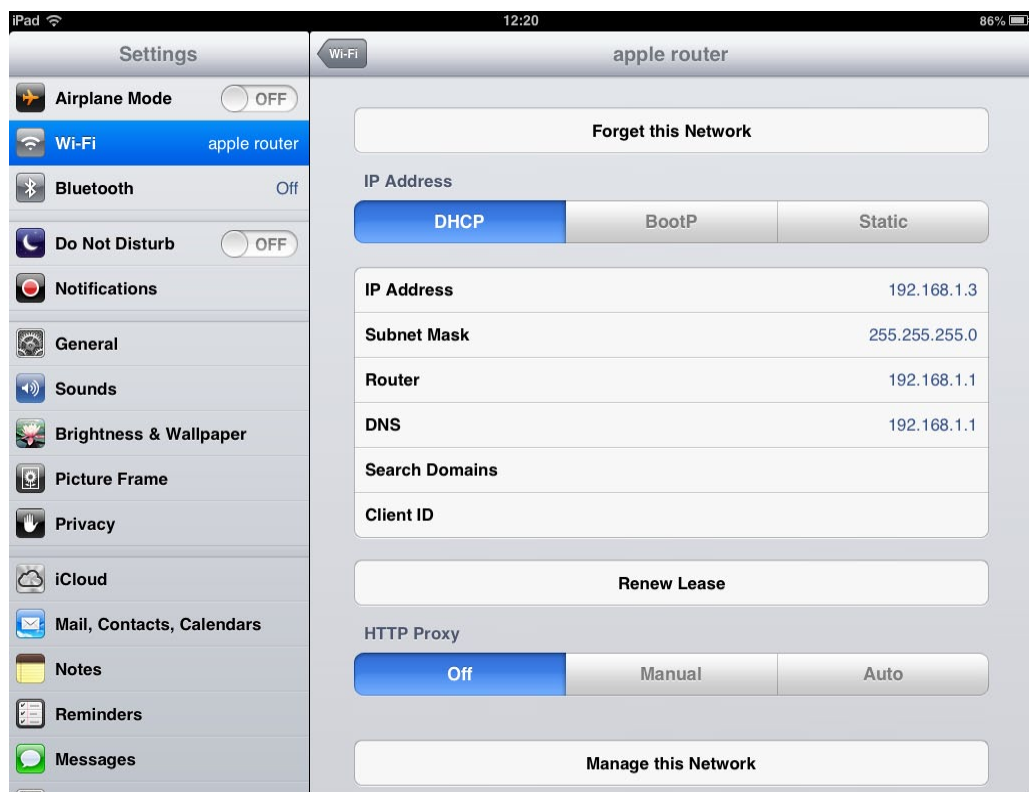 iPad 12:20 86%
Settings
Airplane Mode OFF
Wi-Fi apple router
Bluetooth Off
Do Not Disturb OFF
Notifications
General
Sounds
Brightness & Wallpaper
Picture Frame
Privacy
iCloud
Mail, Contacts, Calendars
Notes
Reminders
Messages
Wi-Fi apple router
Forget this Network
IP Address
DHCP BootP Static
IP Address 192.168.1.3
Subnet Mask 255.255.255.0
Router 192.168.1.1
DNS 192.168.1.1
Search Domains
Client ID
Renew Lease
HTTP Proxy
Off Manual Auto
Manage this Network